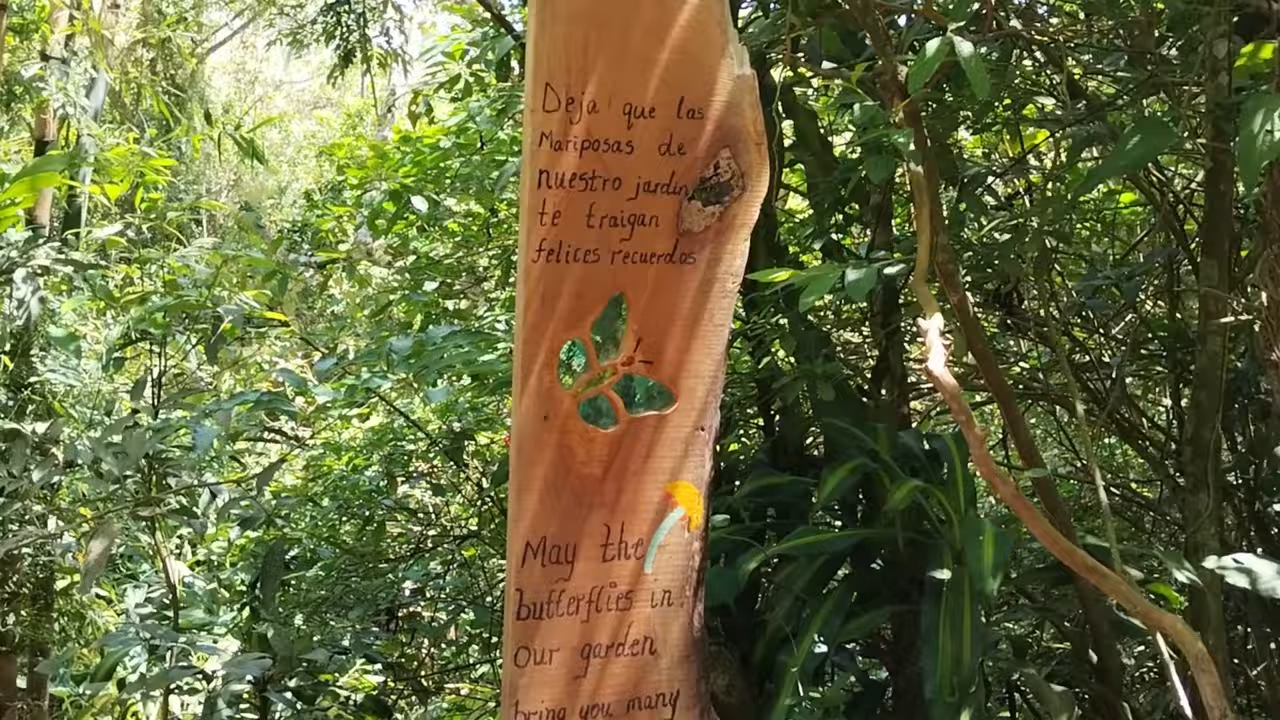 Deja que las
Mariposas de
nuestro jardin
te traigan
felices recuerdos
May the
butterflies in
our garden
bring you many